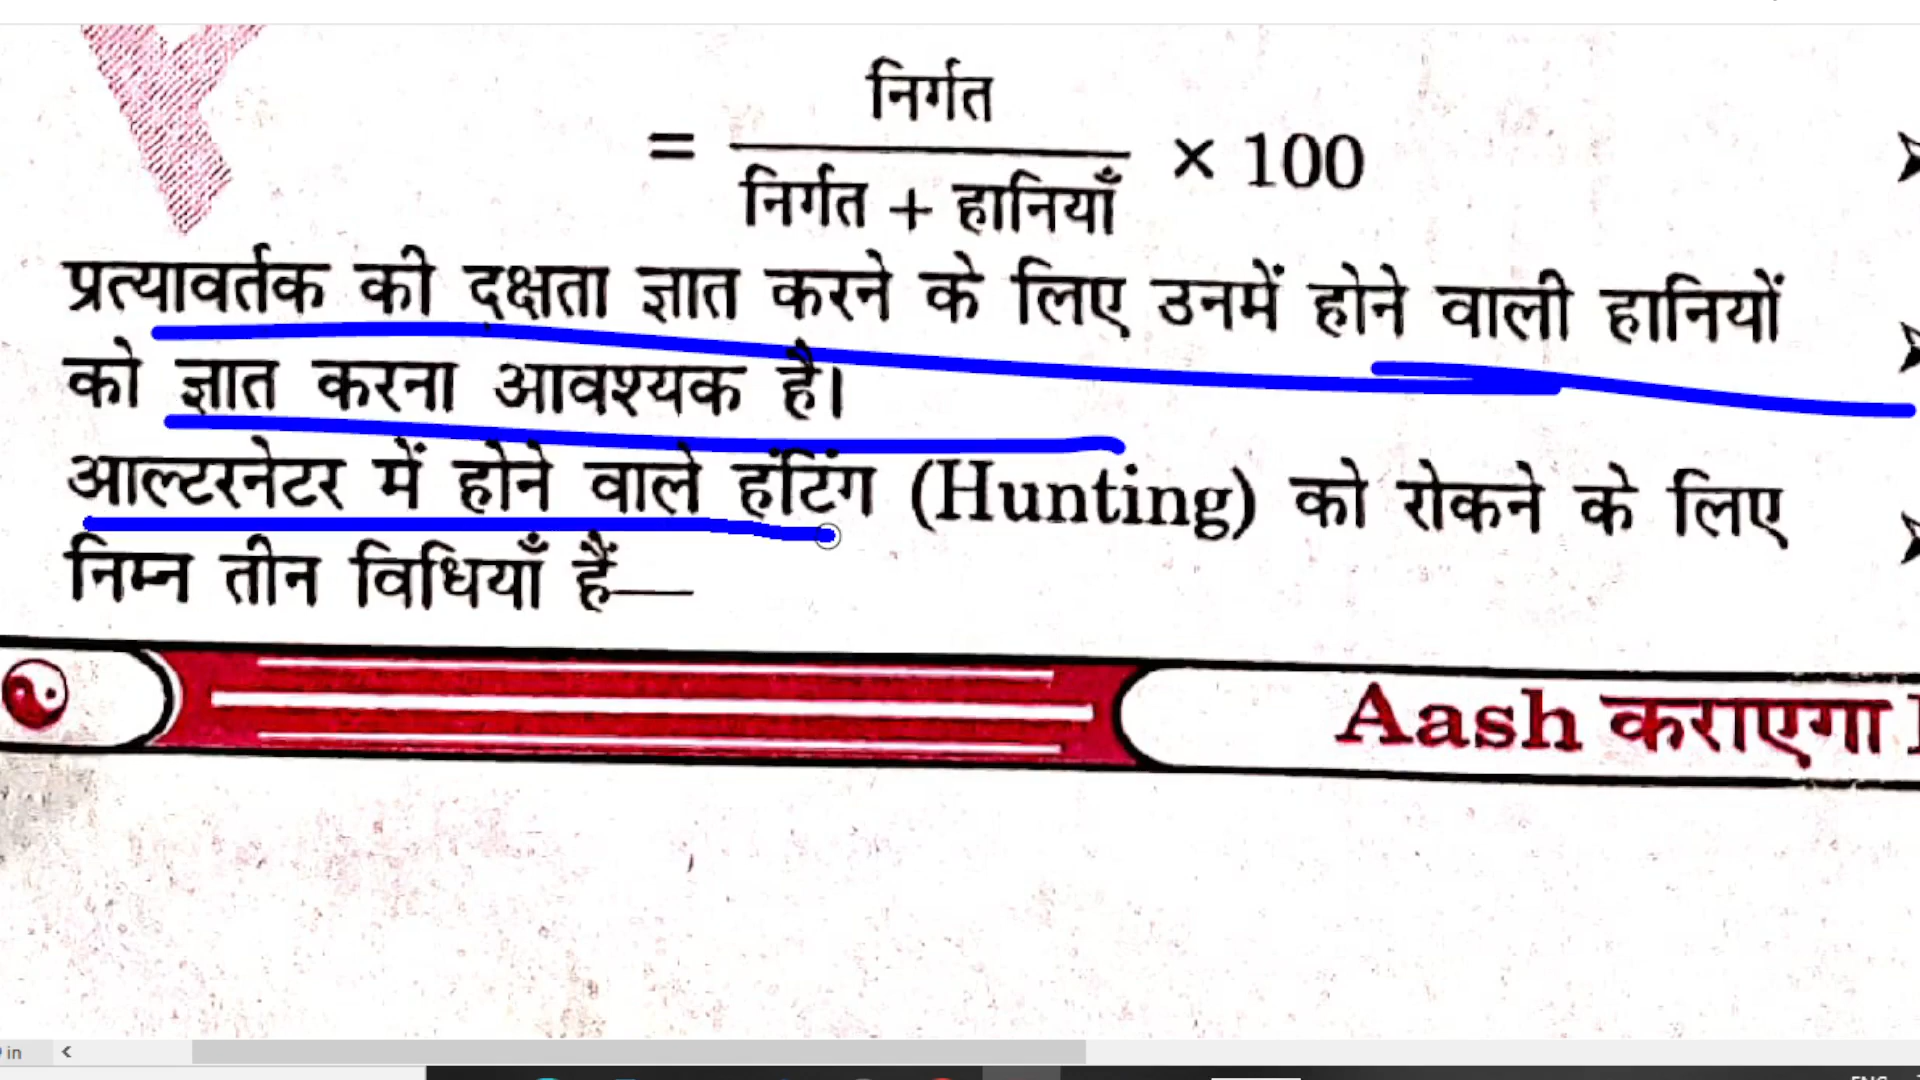 निर्गत
= ————— × 100
निर्गत + हानियाँ
प्रत्यावर्तक की दक्षता ज्ञात करने के लिए उनमें होने वाली हानियों
को ज्ञात करना आवश्यक है।
आल्टरनेटर में होने वाले हंटिंग (Hunting) को रोकने के लिए
निम्न तीन विधियाँ हैं—
Aash कराएगा
in